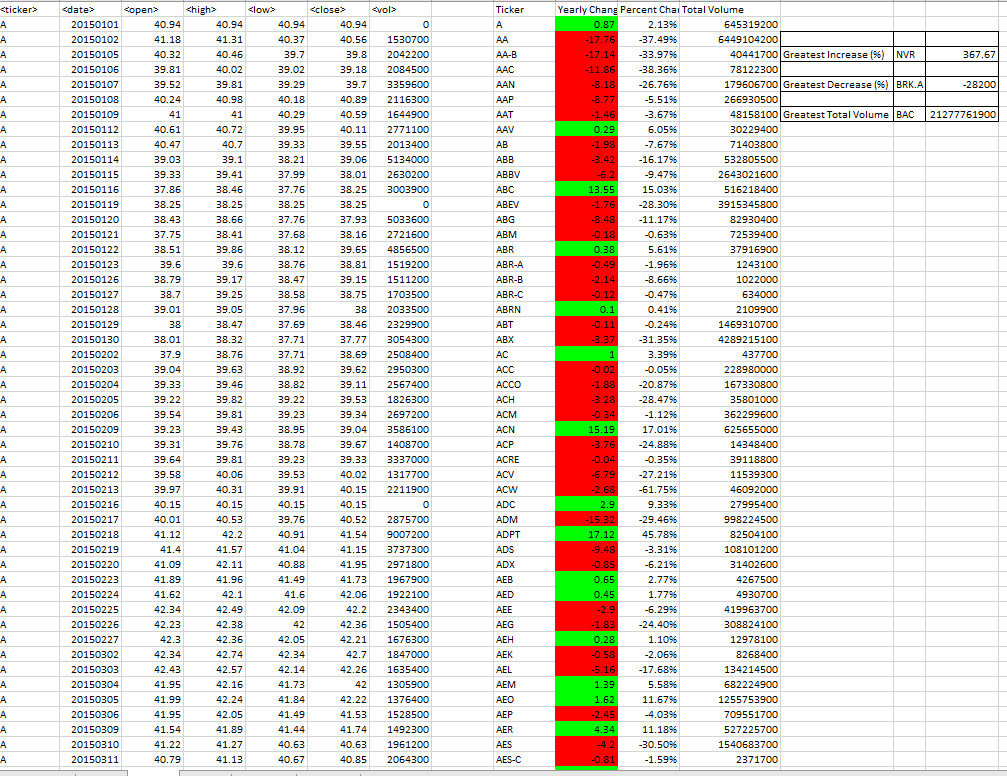 <ticker> <date> <open> <high> <low> <close> <vol> Ticker Yearly Chang Percent Chai Total Volume
A 20150101 40.94 40.94 40.94 40.94 0 A 0.87 2.13% 645319200
A 20150102 41.18 41.31 40.37 40.56 1530700 AA -17.76 -37.49% 6449104200
A 20150105 40.32 40.46 39.7 39.8 2042200 AA-B -17.14 -33.97% 40441700 Greatest Increase (%) NVR 367.67
A 20150106 39.81 40.02 39.02 39.18 2084500 AAC -11.86 -38.36% 78122300
A 20150107 39.52 39.81 39.29 39.7 3359600 AAN -8.18 -26.76% 179606700 Greatest Decrease (%) BRK.A -28200
A 20150108 40.24 40.98 40.18 40.89 2116300 AAP -8.77 -5.51% 266930500
A 20150109 41 41 40.29 40.59 1644900 AAT -1.46 -3.67% 48158100 Greatest Total Volume BAC 21277761900
A 20150112 40.61 40.72 39.95 40.11 2771100 AAV 0.29 6.05% 30229400
A 20150113 40.47 40.7 39.33 39.55 2013400 AB -1.98 -7.67% 71403800
A 20150114 39.03 39.1 38.21 39.06 5134000 ABB -3.42 -16.17% 532805500
A 20150115 39.33 39.41 37.99 38.01 2630200 ABBV -6.2 -9.47% 2643021600
A 20150116 37.86 38.46 37.76 38.25 3003900 ABC 13.55 15.03% 516218400
A 20150119 38.25 38.25 38.25 38.25 0 ABEV -1.76 -28.30% 3915345800
A 20150120 38.43 38.66 37.76 37.93 5033600 ABG -8.48 -11.17% 82930400
A 20150121 37.75 38.41 37.68 38.16 2721600 ABM -0.18 -0.63% 72539400
A 20150122 38.51 39.86 38.12 39.65 4856500 ABR 0.38 5.61% 37916900
A 20150123 39.6 39.6 38.76 38.81 1519200 ABR-A -0.49 -1.96% 1243100
A 20150126 38.79 39.17 38.47 39.15 1511200 ABR-B -2.14 -8.66% 1022000
A 20150127 38.7 39.25 38.58 38.75 1703500 ABR-C -0.12 -0.47% 634000
A 20150128 39.01 39.05 37.96 38 2033500 ABRN 0.1 0.41% 2109900
A 20150129 38 38.47 37.69 38.46 2329900 ABT -0.11 -0.24% 1469310700
A 20150130 38.01 38.32 37.71 37.77 3054300 ABX -3.37 -31.35% 4289215100
A 20150202 37.9 38.76 37.71 38.69 2508400 AC 1 3.39% 437700
A 20150203 39.04 39.63 38.92 39.62 2950300 ACC -0.02 -0.05% 228980000
A 20150204 39.33 39.46 38.82 39.11 2567400 ACCO -1.88 -20.87% 167330800
A 20150205 39.22 39.82 39.22 39.53 1826300 ACH -3.28 -28.47% 35801000
A 20150206 39.54 39.81 39.23 39.34 2697200 ACM -0.34 -1.12% 362299600
A 20150209 39.23 39.43 38.95 39.04 3586100 ACN 15.19 17.01% 625655000
A 20150210 39.31 39.76 38.78 39.67 1408700 ACP -3.76 -24.88% 14348400
A 20150211 39.64 39.81 39.23 39.33 3337000 ACRE -0.04 -0.35% 39118800
A 20150212 39.58 40.06 39.53 40.02 1317700 ACV -6.79 -27.21% 11539300
A 20150213 39.97 40.31 39.91 40.15 2211900 ACW -2.68 -61.75% 46092000
A 20150216 40.15 40.15 40.15 40.15 0 ADC 2.9 9.33% 27995400
A 20150217 40.01 40.53 39.76 40.52 2875700 ADM -15.32 -29.46% 998224500
A 20150218 41.12 42.2 40.91 41.54 9007200 ADPT 17.12 45.78% 82504100
A 20150219 41.4 41.57 41.04 41.15 3737300 ADS -9.48 -3.31% 108101200
A 20150220 41.09 42.11 40.88 41.95 2971800 ADX -0.85 -6.21% 31402600
A 20150223 41.89 41.96 41.49 41.73 1967900 AEB 0.65 2.77% 4267500
A 20150224 41.62 42.1 41.6 42.06 1922100 AED 0.45 1.77% 4930700
A 20150225 42.34 42.49 42.09 42.2 2343400 AEE -2.9 -6.29% 419963700
A 20150226 42.23 42.38 42 42.36 1505400 AEG -1.83 -24.40% 308824100
A 20150227 42.3 42.36 42.05 42.21 1676300 AEH 0.28 1.10% 12978100
A 20150302 42.34 42.74 42.34 42.7 1847000 AEK -0.58 -2.06% 8268400
A 20150303 42.43 42.57 42.14 42.26 1635400 AEL -5.16 -17.68% 134214500
A 20150304 41.95 42.16 41.73 42 1305900 AEM 1.39 5.58% 682224900
A 20150305 41.99 42.24 41.84 42.22 1376400 AEO 1.62 11.67% 1255753900
A 20150306 41.95 42.05 41.49 41.53 1528500 AEP -2.45 -4.03% 709551700
A 20150309 41.54 41.89 41.44 41.74 1492300 AER 4.34 11.18% 527225700
A 20150310 41.22 41.27 40.63 40.63 1961200 AES -4.2 -30.50% 1540683700
A 20150311 40.79 41.13 40.67 40.85 2064300 AES-C -0.81 -1.59% 2371700